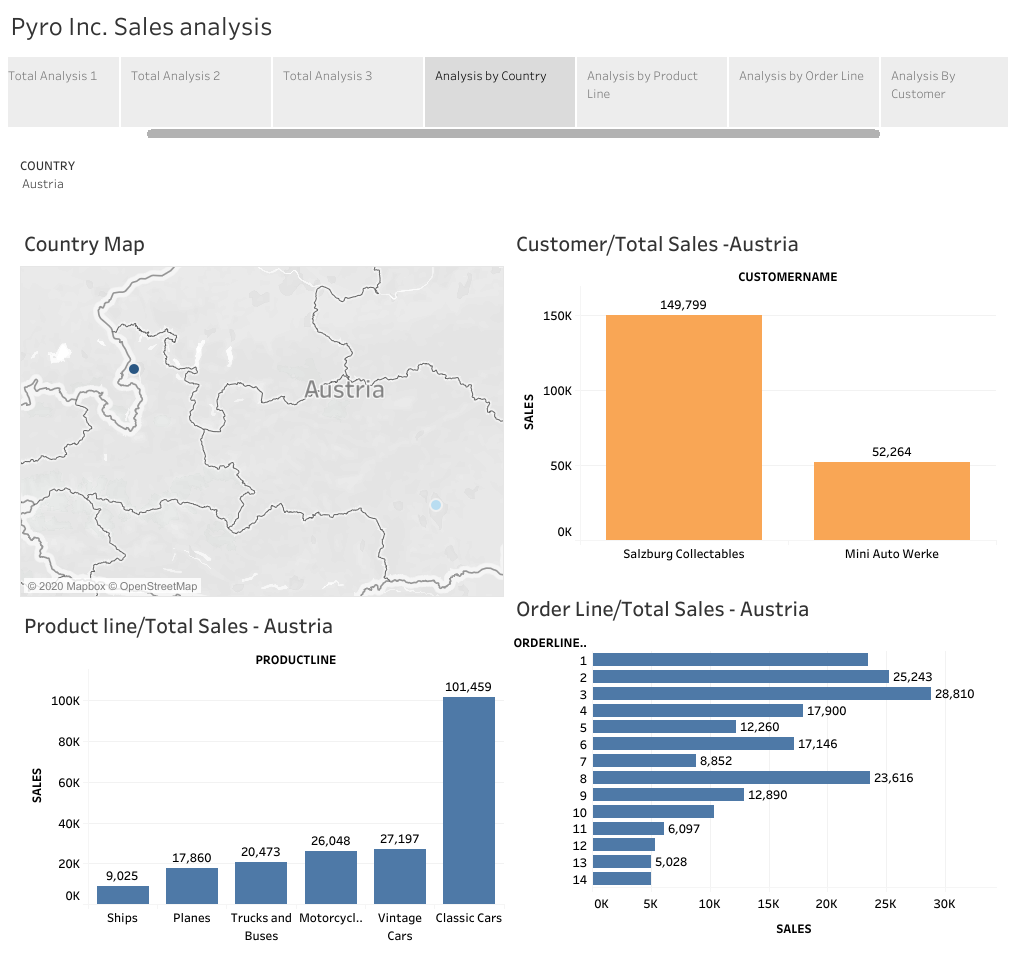 Pyro Inc. Sales analysis
Total Analysis 1
Total Analysis 2
Total Analysis 3
Analysis by Country
Analysis by Product
Line
Analysis by Order Line
Analysis By
Customer
COUNTRY
Austria
Country Map
Austria
© 2020 Mapbox © OpenStreetMap
Customer/Total Sales -Austria
CUSTOMERNAME
149,799
150K
100K
52,264
50K
0K
SALES
Salzburg Collectables
Mini Auto Werke
Product line/Total Sales - Austria
PRODUCTLINE
101,459
100K
80K
60K
40K
20K
0K
SALES
9,025
17,860
20,473
26,048
27,197
Ships
Planes
Trucks and
Buses
Motorcycl..
Vintage
Cars
Classic Cars
Order Line/Total Sales - Austria
ORDERLINE..
1
2 25,243
3 28,810
4 17,900
5 12,260
6 17,146
7 8,852
8 23,616
9 12,890
10
11 6,097
12
13 5,028
14
0K 5K 10K 15K 20K 25K 30K
SALES